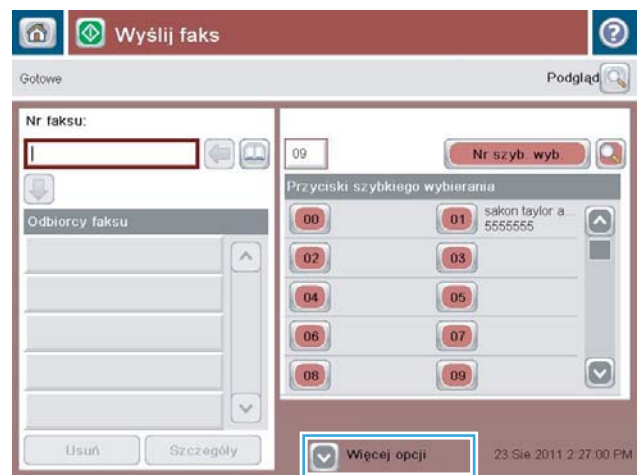 Wyślij faks
Gotowe
Podgląd
Nr faksu:
09
Nr szyb. wyb.
Przyciski szybkiego wybierania
Odbiorcy faksu
00
01 sakon taylor a...
5555555
02
03
04
05
06
07
08
09
Usuń
Szczegóły
Więcej opcji
23 Sie 2011 2:27:00 PM